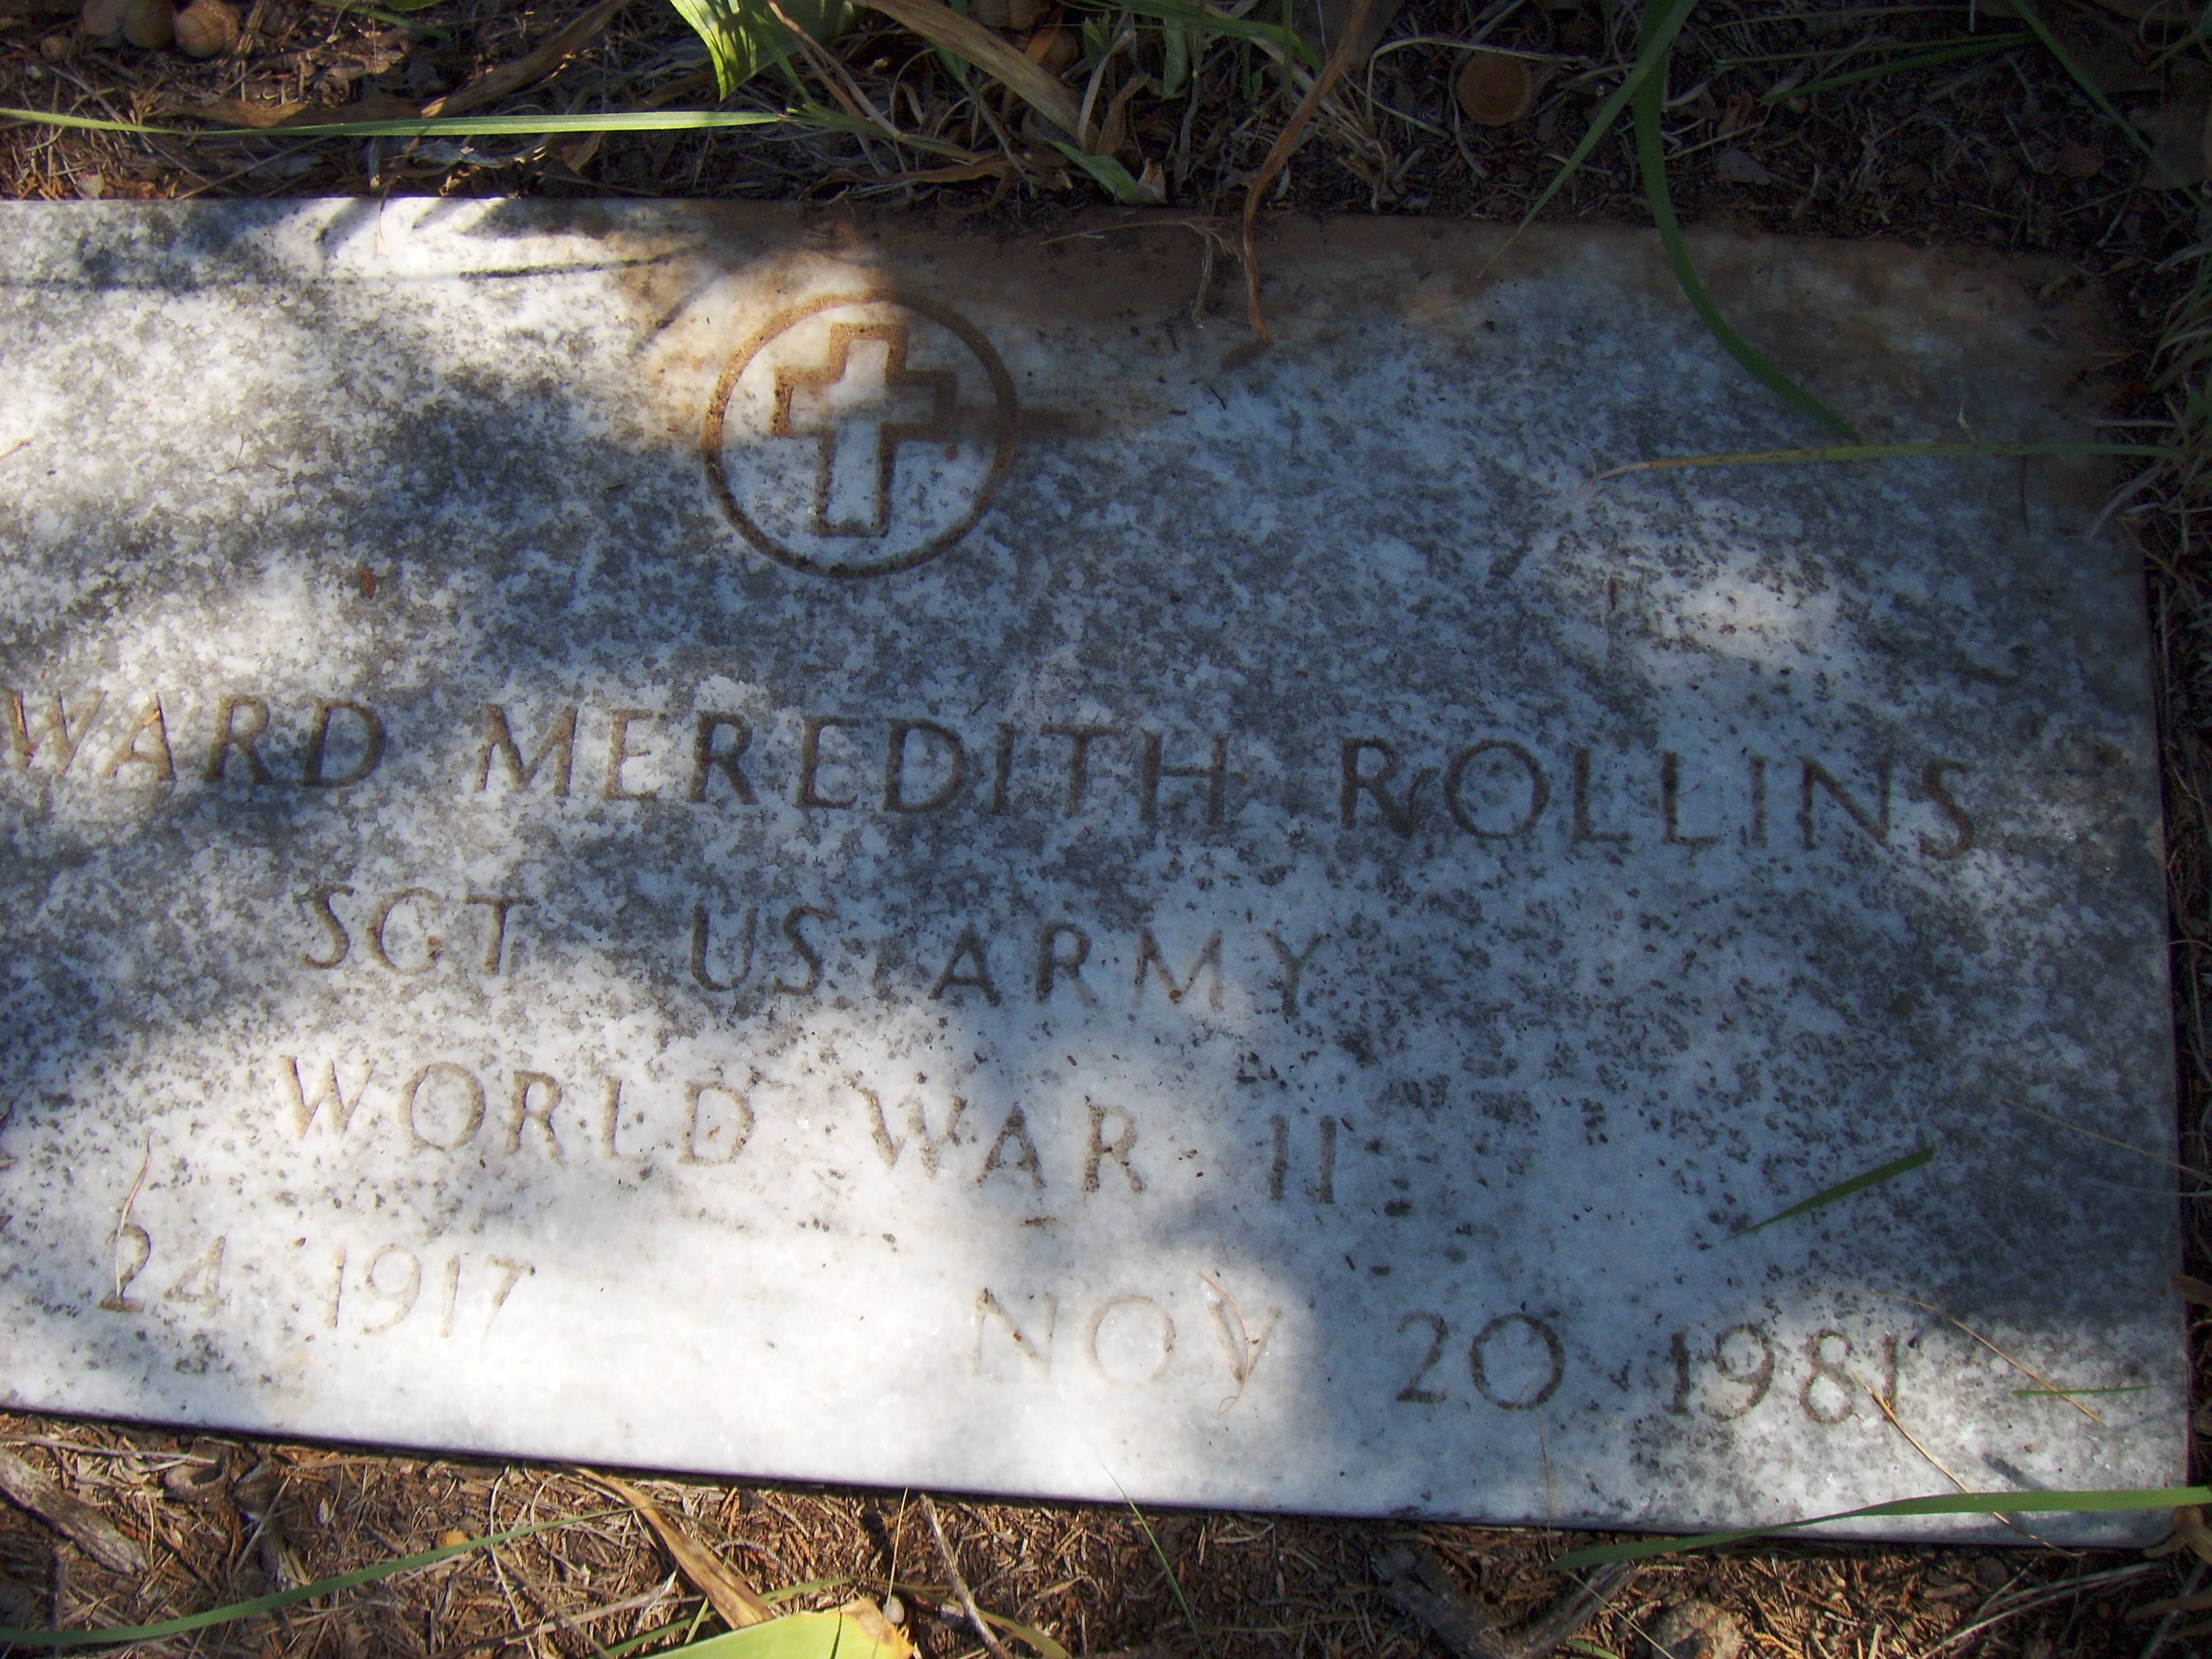 WARD MEREDITH ROLLINS
SGT US ARMY
WORLD WAR II
24 1917 NOV 20 1981